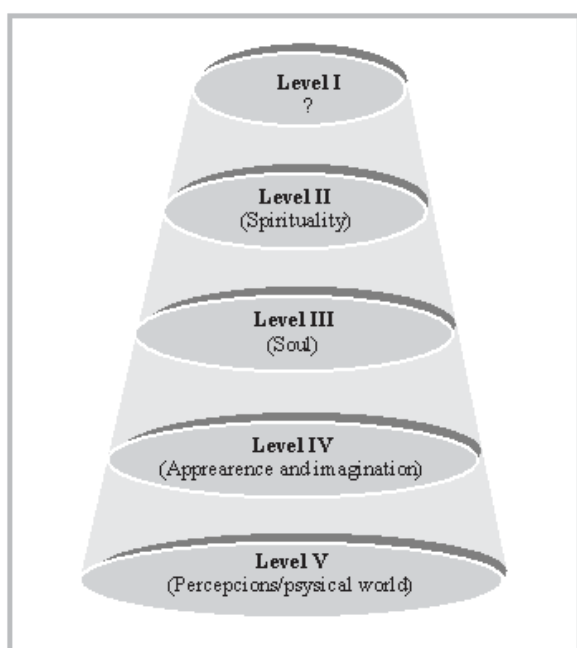 Level I
?
Level II
(Spirituality)
Level III
(Soul)
Level IV
(Apprearence and imagination)
Level V
(Percepcions/psysical world)